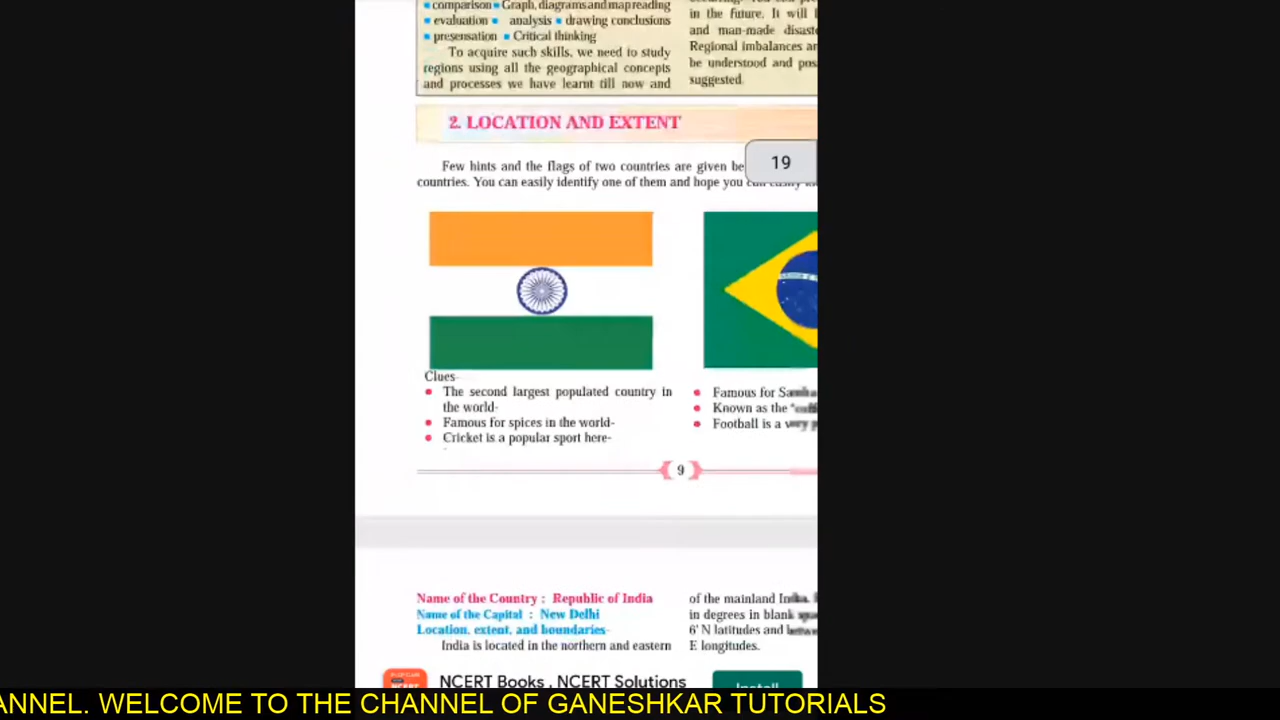 comparison Graph, diagrams and map reading
evaluation analysis drawing conclusions
presensation Critical thinking
To acquire such skills, we need to study
regions using all the geographical concepts
and processes we have learnt till now and
in the future. It will
and man-made
Regional imbalances
be understood and
suggested
2. LOCATION AND EXTENT
19
Few hints and the flags of two countries are given
countries. You can easily identify one of them and hope you
Clues-
The second largest populated country in
the world-
Famous for spices in the world-
Cricket is a popular sport here-
Famous for
Known as the
Football is a
9
Name of the Country : Republic of India
Name of the Capital : New Delhi
Location, extent, and boundaries-
India is located in the northern and eastern
of the mainland
in degrees in blank
6' N latitudes and
E longitudes.
NCERT Books , NCERT Solutions
Install
ANNEL. WELCOME TO THE CHANNEL OF GANESHKAR TUTORIALS